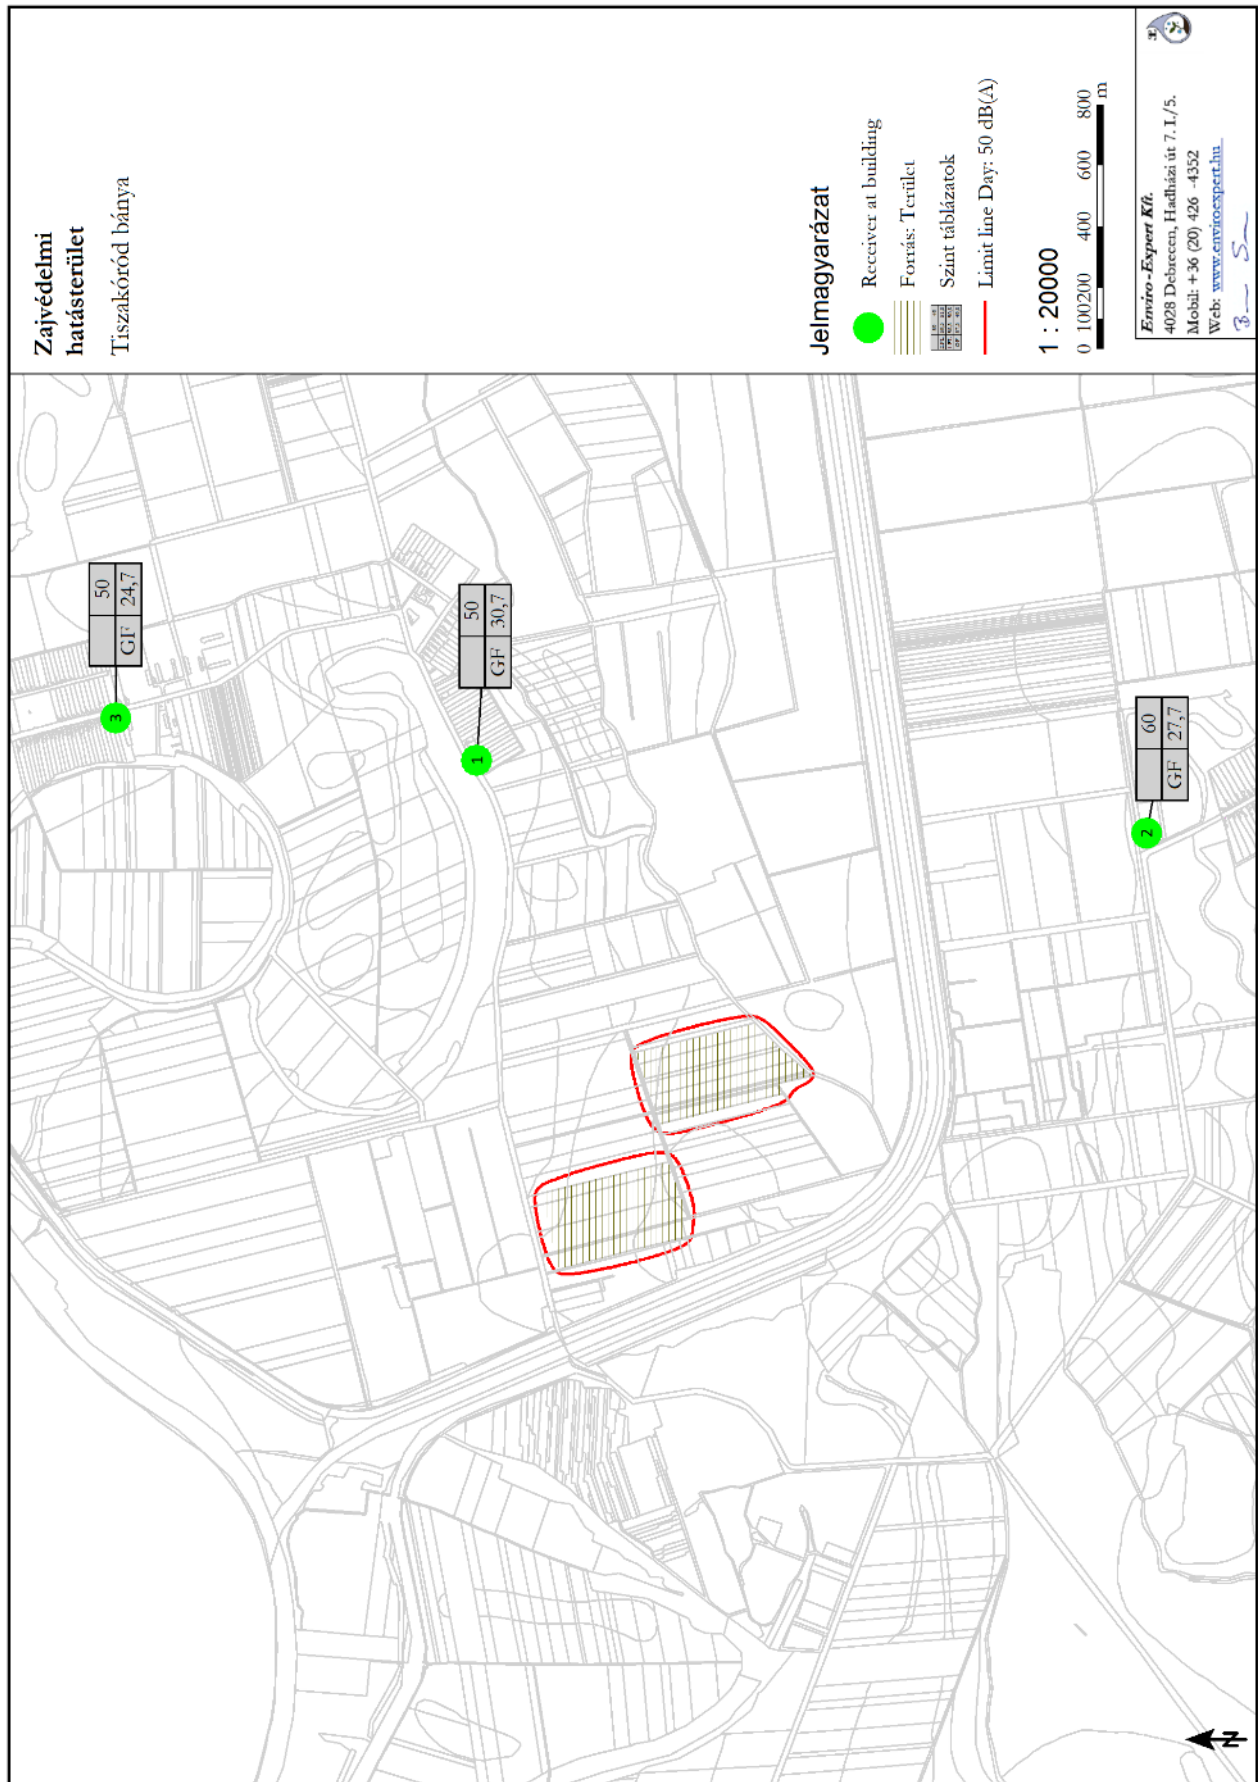 Zajvédelmi
hatásterület
Tiszakóród bánya
Jelmagyarázat
Receiver at building
Forrás: Terület
Szint táblázatok
Limit line Day: 50 dB(A)
1 : 20000
0 100200 400 600 800
m
Enviro-Expert Kft.
4028 Debrecen, Hadházi út 7. I./5.
Mobil: +36 (20) 426 -4352
Web: www.enviroexpert.hu
3
50
GF 24,7
1
50
GF 30,7
2
60
GF 27,7
N